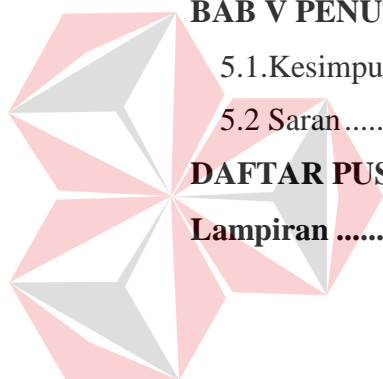 BAB V PENU
5.1.Kesimpu
5.2 Saran .....
DAFTAR PUS
Lampiran .......